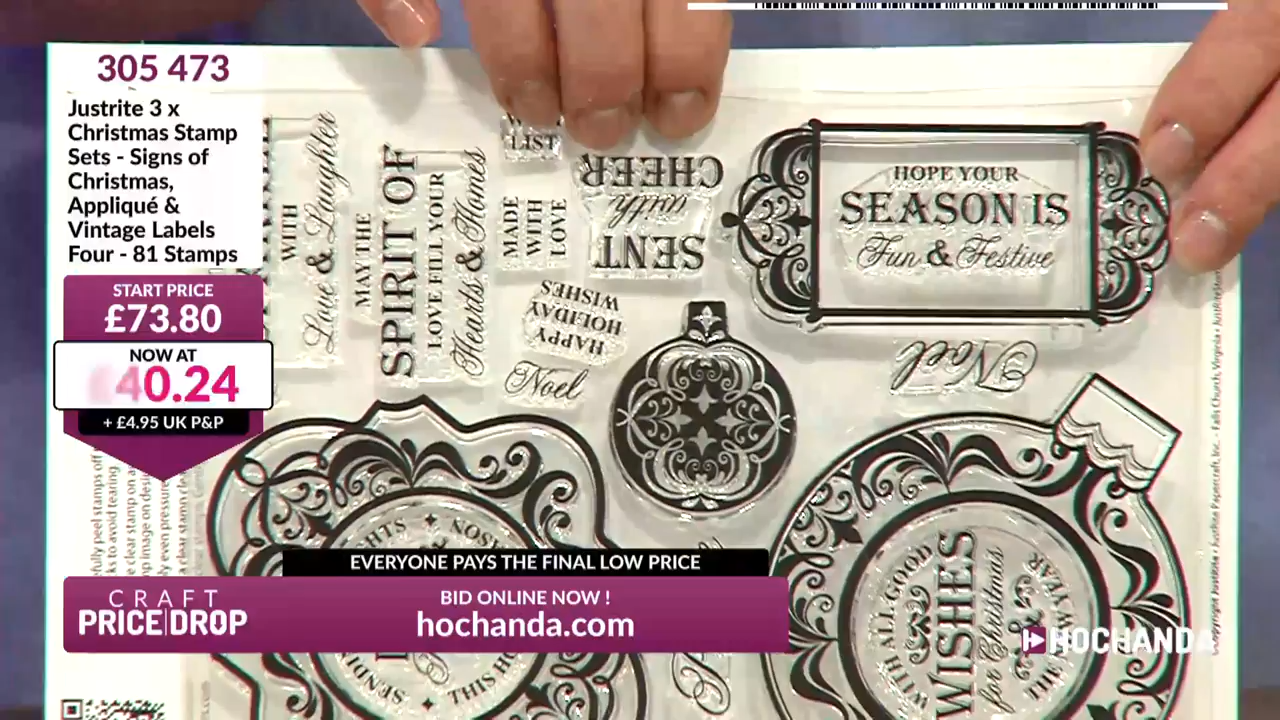 305 473
Justrite 3 x
Christmas Stamp
Sets - Signs of
Christmas,
Appliqué &
Vintage Labels
Four - 81 Stamps
START PRICE
£73.80
NOW AT
£40.24
+ £4.95 UK P&P
WITH
Love & Laughter
MAY THE
SPIRIT OF
LOVE FILL YOUR
Hearts & Homes
LIST
MADE
WITH
LOVE
SENT
with
CHEER
HAPPY
HOLIDAY
WISHES
Noel
HOPE YOUR
SEASON IS
Fun & Festive
Noel
WITH ALL GOOD
WISHES
for Christmas
THE NEW YEAR
THIS
EVERYONE PAYS THE FINAL LOW PRICE
CRAFT
PRICE DROP
BID ONLINE NOW !
hochanda.com
HOCHANDA